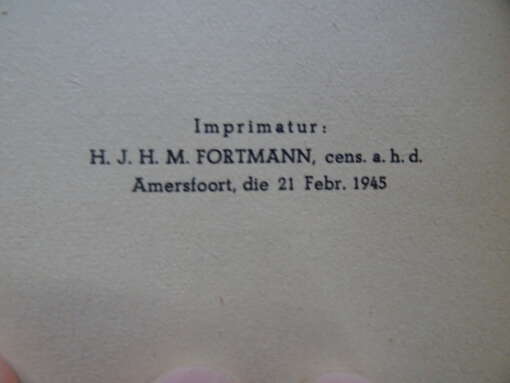 Imprimatur:
H. J. H. M. FORTMANN, cens. a. h. d.
Amersfoort, die 21 Febr. 1945